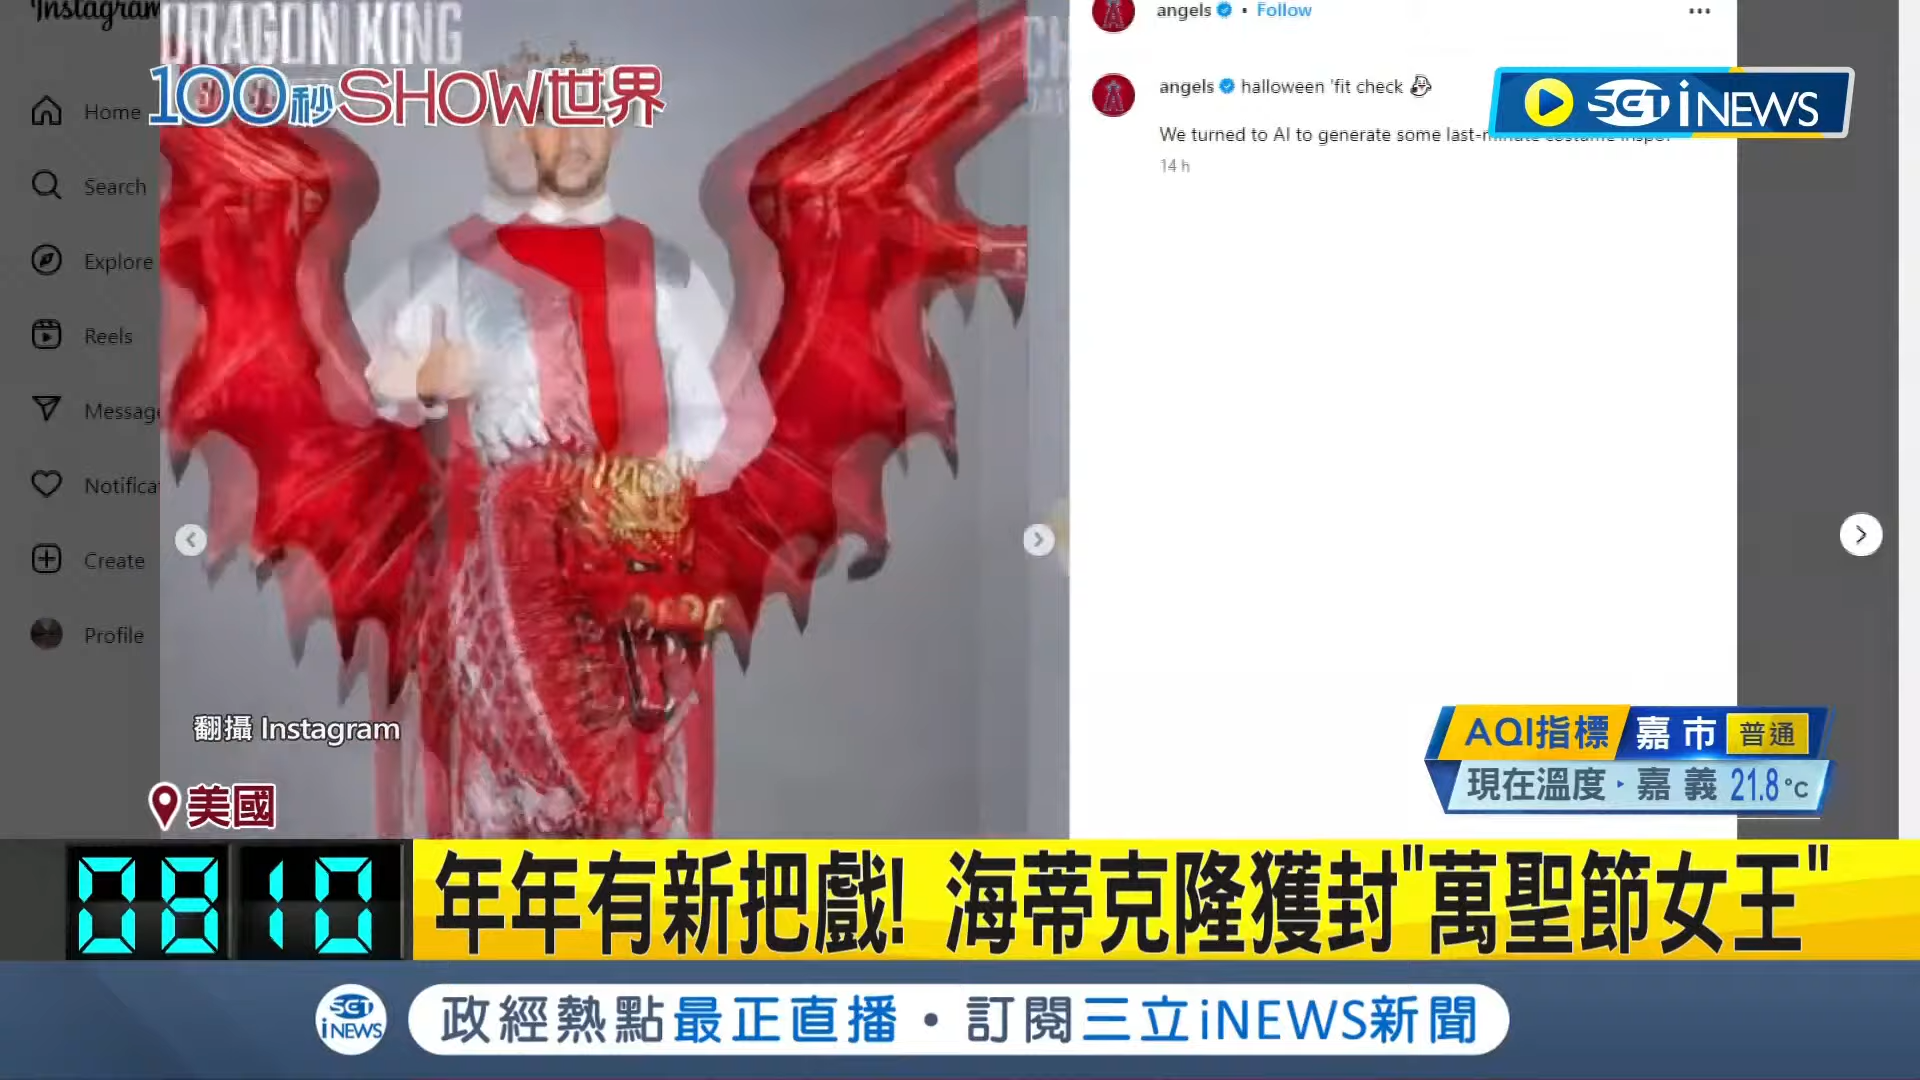 Instagram
DRAGON KING
100秒SHOW世界
Home
Search
Explore
Reels
Message
Notifica
Create
Profile
angels • Follow
angels halloween 'fit check
We turned to AI to generate some last-minute costume inspo!
14 h
SET iNEWS
翻攝 Instagram
美國
AQI指標 嘉市 普通
現在溫度 嘉義 21.8°C
08 10
年年有新把戲! 海蒂克隆獲封"萬聖節女王"
SET iNEWS
政經熱點最正直播・訂閱三立iNEWS新聞